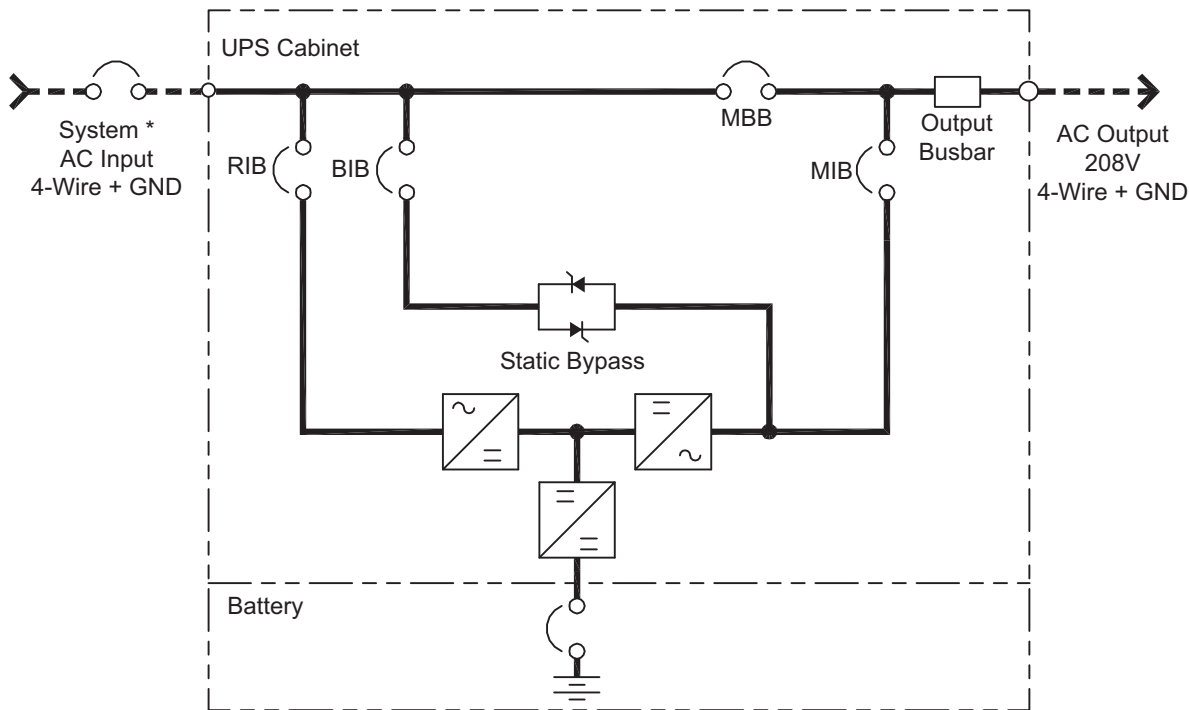 UPS Cabinet
System *
AC Input
4-Wire + GND
RIB
BIB
MBB
MIB
Output
Busbar
AC Output
208V
4-Wire + GND
Static Bypass
Battery